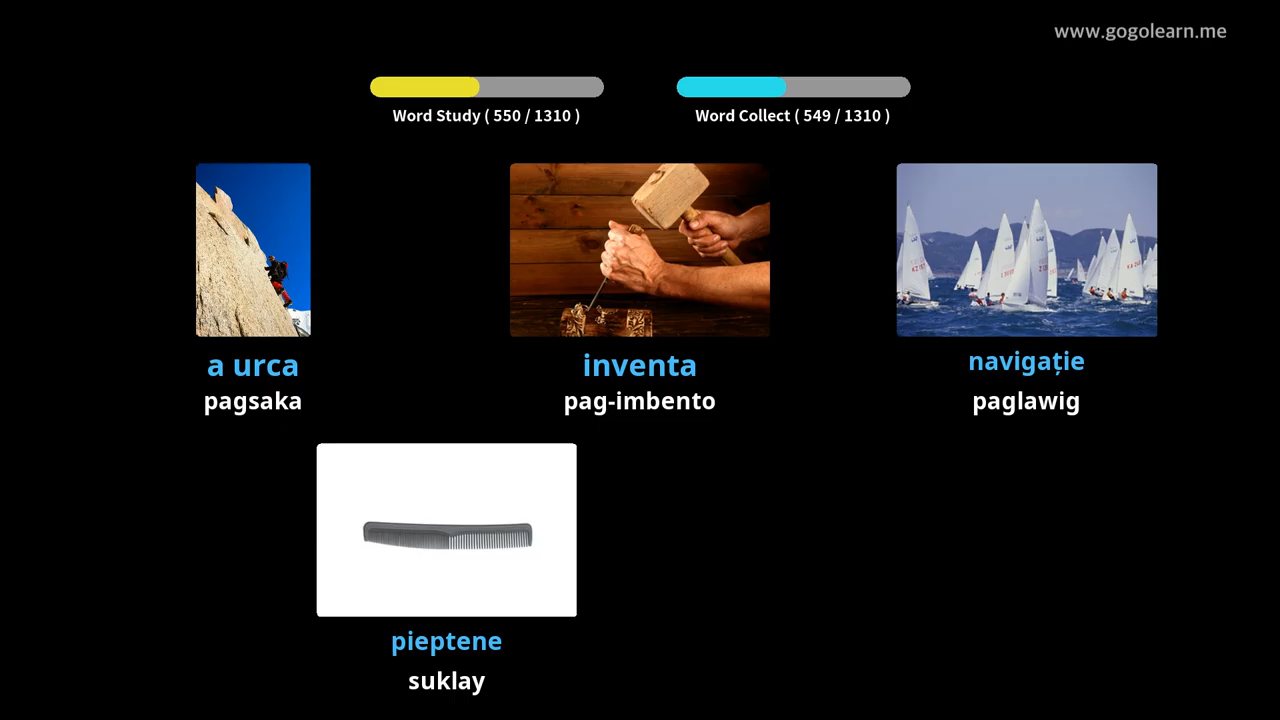 www.gogolearn.me
Word Study ( 550 / 1310 )
Word Collect ( 549 / 1310 )
a urca
pagsaka
inventa
pag-imbento
navigație
paglawig
pieptene
suklay